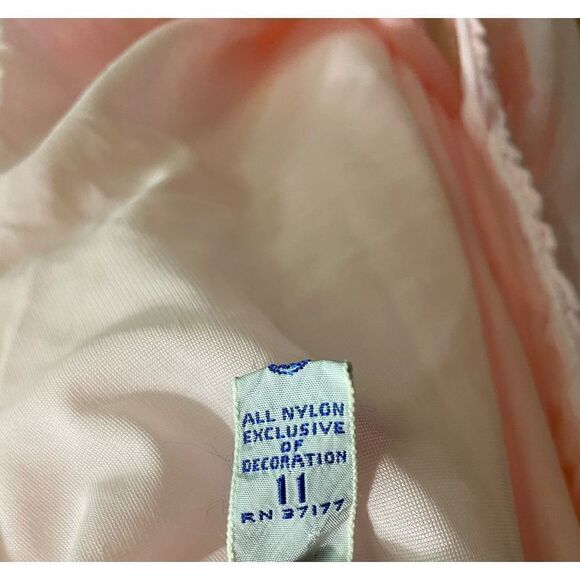 ALL NYLON
EXCLUSIVE
OF
DECORATION
11
RN 37177